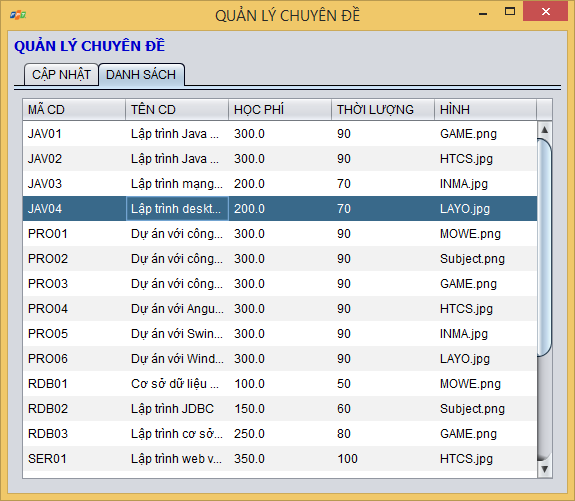 QUẢN LÝ CHUYÊN ĐỀ
QUẢN LÝ CHUYÊN ĐỀ
CẬP NHẬT DANH SÁCH
MÃ CD TÊN CD HỌC PHÍ THỜI LƯỢNG HÌNH
JAV01 Lập trình Java ... 300.0 90 GAME.png
JAV02 Lập trình Java ... 300.0 90 HTCS.jpg
JAV03 Lập trình mạng... 200.0 70 INMA.jpg
JAV04 Lập trình deskt... 200.0 70 LAYO.jpg
PRO01 Dự án với công... 300.0 90 MOWE.png
PRO02 Dự án với công... 300.0 90 Subject.png
PRO03 Dự án với công... 300.0 90 GAME.png
PRO04 Dự án với Angu... 300.0 90 HTCS.jpg
PRO05 Dự án với Swin... 300.0 90 INMA.jpg
PRO06 Dự án với Wind... 300.0 90 LAYO.jpg
RDB01 Cơ sở dữ liệu ... 100.0 50 MOWE.png
RDB02 Lập trình JDBC 150.0 60 Subject.png
RDB03 Lập trình cơ sở... 250.0 80 GAME.png
SER01 Lập trình web v... 350.0 100 HTCS.jpg